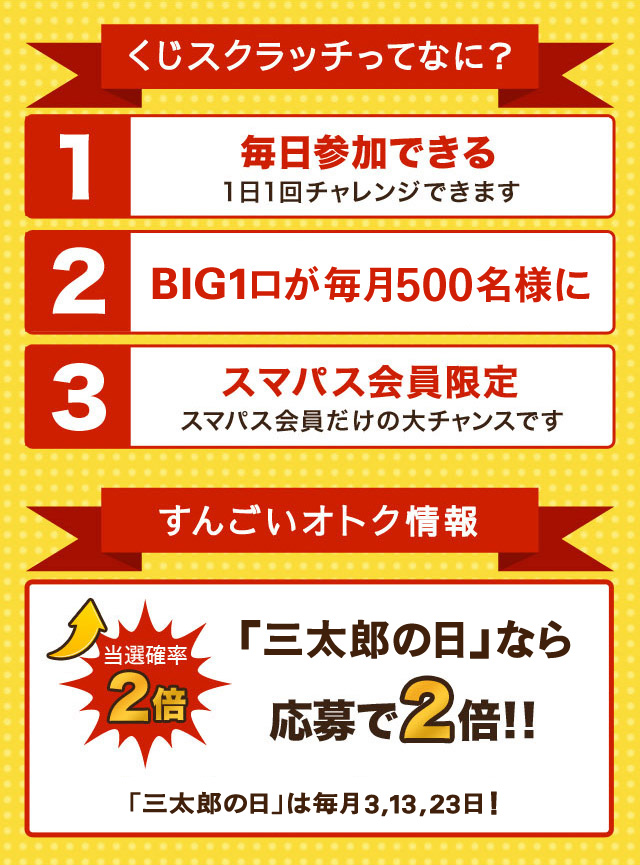 くじスクラッチってなに？
1
毎日参加できる
1日1回チャレンジできます
2
BIG1口が毎月500名様に
3
スマパス会員限定
スマパス会員だけの大チャンスです
すんごいオトク情報
当選確率
2倍
「三太郎の日」なら
応募で2倍!!
「三太郎の日」は毎月3,13,23日！